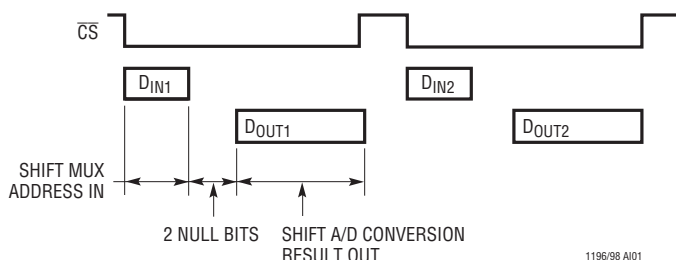 CS
DIN1
DIN2
DOUT1
DOUT2
SHIFT MUX
ADDRESS IN
2 NULL BITS
SHIFT A/D CONVERSION
RESULT OUT
1196/98 AI01